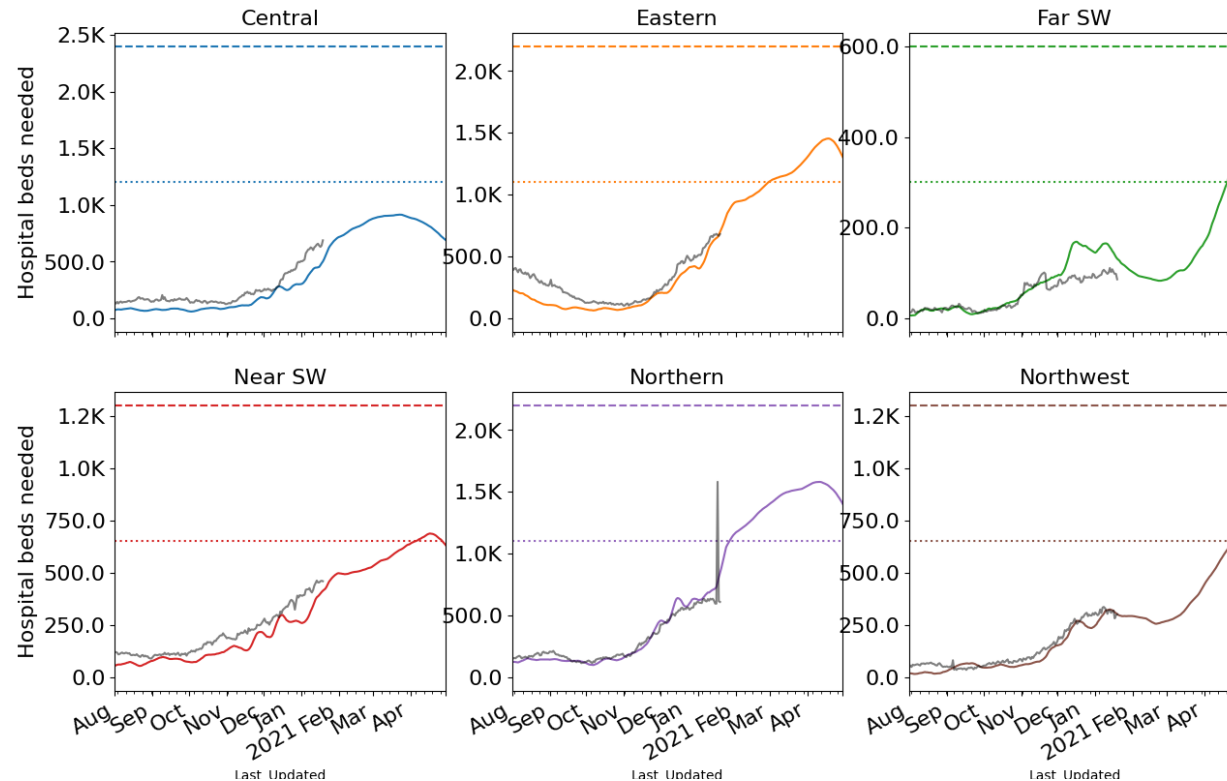 Central
Eastern
Far SW
Hospital beds needed
2.5K
2.0K
1.5K
1.0K
500.0
0.0
2.0K
1.5K
1.0K
500.0
0.0
600.0
400.0
200.0
0.0
Near SW
Northern
Northwest
Hospital beds needed
1.2K
1.0K
750.0
500.0
250.0
0.0
2.0K
1.5K
1.0K
500.0
0.0
1.2K
1.0K
750.0
500.0
250.0
0.0
Aug Sep Oct Nov Dec Jan 2021 Feb Mar Apr
Aug Sep Oct Nov Dec Jan 2021 Feb Mar Apr
Aug Sep Oct Nov Dec Jan 2021 Feb Mar Apr
Last_Updated
Last_Updated
Last_Updated